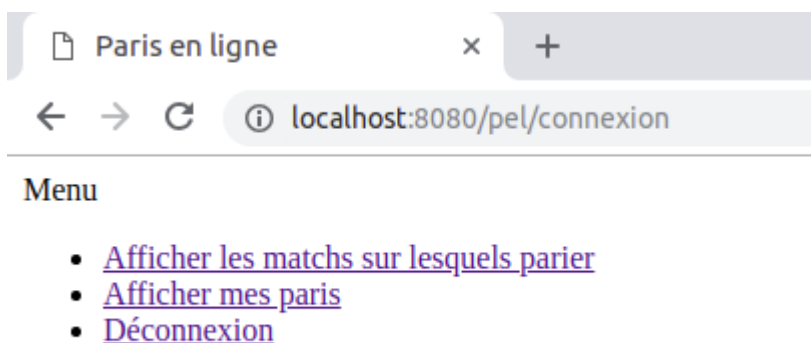 Paris en ligne
localhost:8080/pel/connexion
Menu
Afficher les matchs sur lesquels parier
Afficher mes paris
Déconnexion